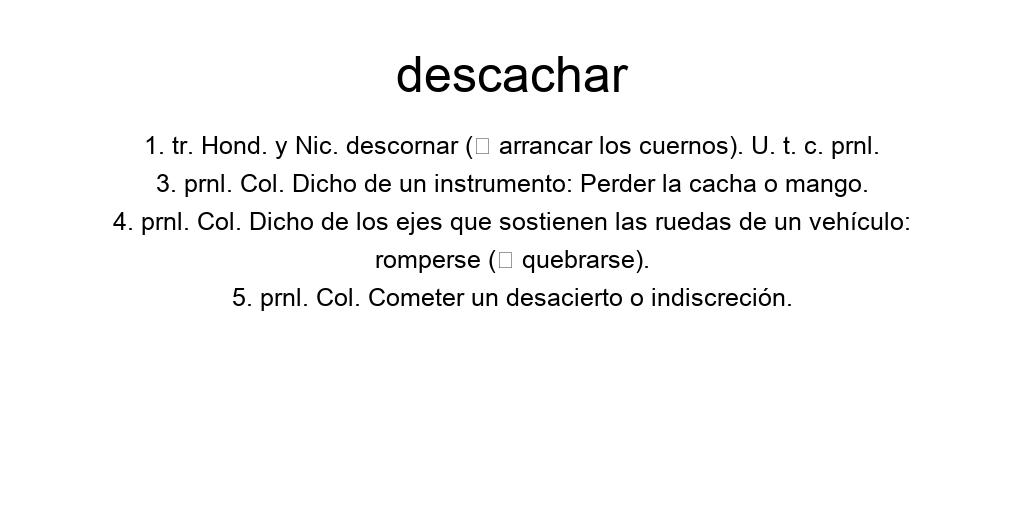 descachar
1. tr. Hond. y Nic. descornar (□ arrancar los cuernos). U. t. c. prnl.
3. prnl. Col. Dicho de un instrumento: Perder la cacha o mango.
4. prnl. Col. Dicho de los ejes que sostienen las ruedas de un vehículo:
romperse (□ quebrarse).
5. prnl. Col. Cometer un desacierto o indiscreción.